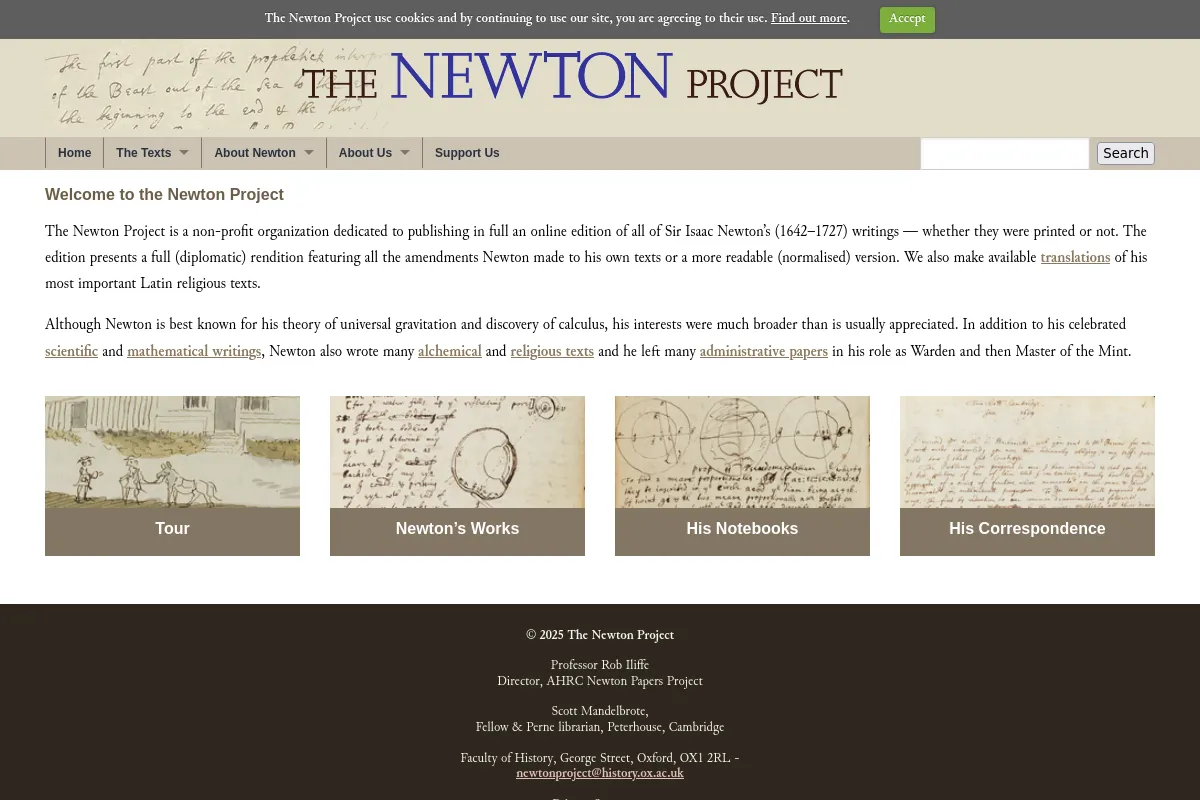 The Newton Project use cookies and by continuing to use our site, you are agreeing to their use. Find out more. Accept
The first part of the prophetick interp
of the Beast out of the Sea to the
the beginning to the end of the third
THE NEWTON PROJECT
Home The Texts About Newton About Us Support Us Search
Welcome to the Newton Project
The Newton Project is a non-profit organization dedicated to publishing in full an online edition of all of Sir Isaac Newton’s (1642–1727) writings — whether they were printed or not. The
edition presents a full (diplomatic) rendition featuring all the amendments Newton made to his own texts or a more readable (normalised) version. We also make available translations of his
most important Latin religious texts.
Although Newton is best known for his theory of universal gravitation and discovery of calculus, his interests were much broader than is usually appreciated. In addition to his celebrated
scientific and mathematical writings, Newton also wrote many alchemical and religious texts and he left many administrative papers in his role as Warden and then Master of the Mint.
Tour Newton’s Works His Notebooks His Correspondence
© 2025 The Newton Project
Professor Rob Iliffe
Director, AHRC Newton Papers Project
Scott Mandelbrote,
Fellow & Perne librarian, Peterhouse, Cambridge
Faculty of History, George Street, Oxford, OX1 2RL -
newtonproject@history.ox.ac.uk